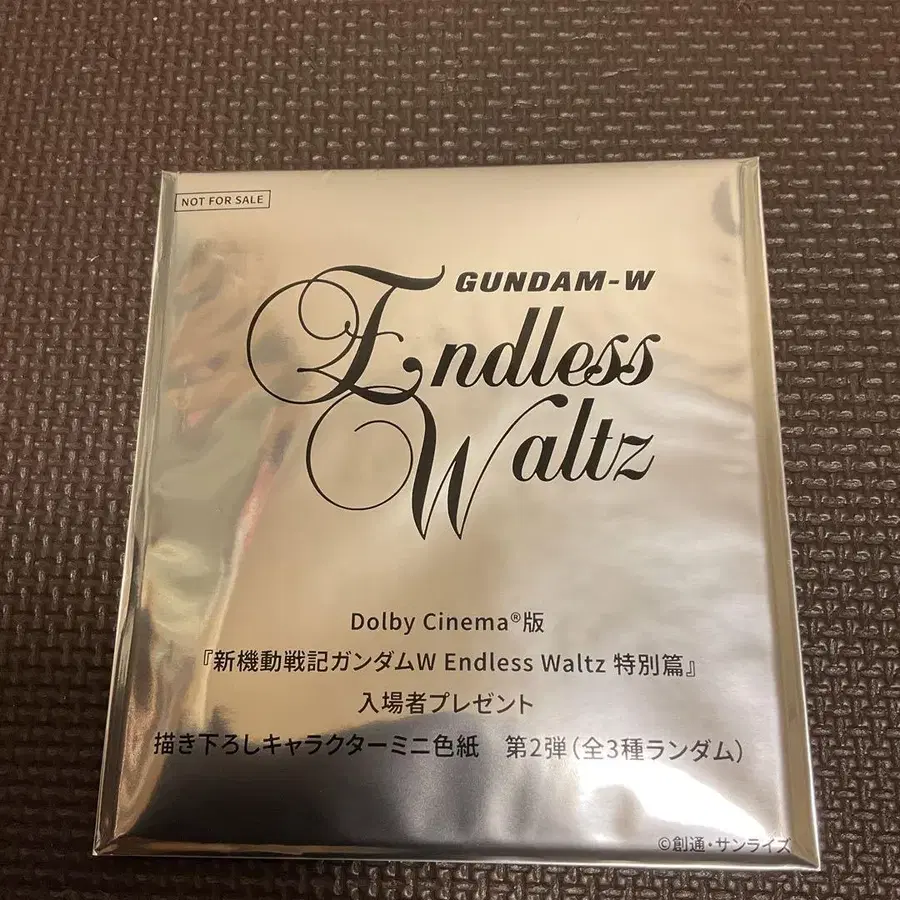 NOT FOR SALE
GUNDAM-W
Endless
Waltz
Dolby Cinema®版
『新機動戦記ガンダムW Endless Waltz 特別篇』
入場者プレゼント
描き下ろしキャラクターミニ色紙　第2弾（全3種ランダム）
©創通・サンライズ